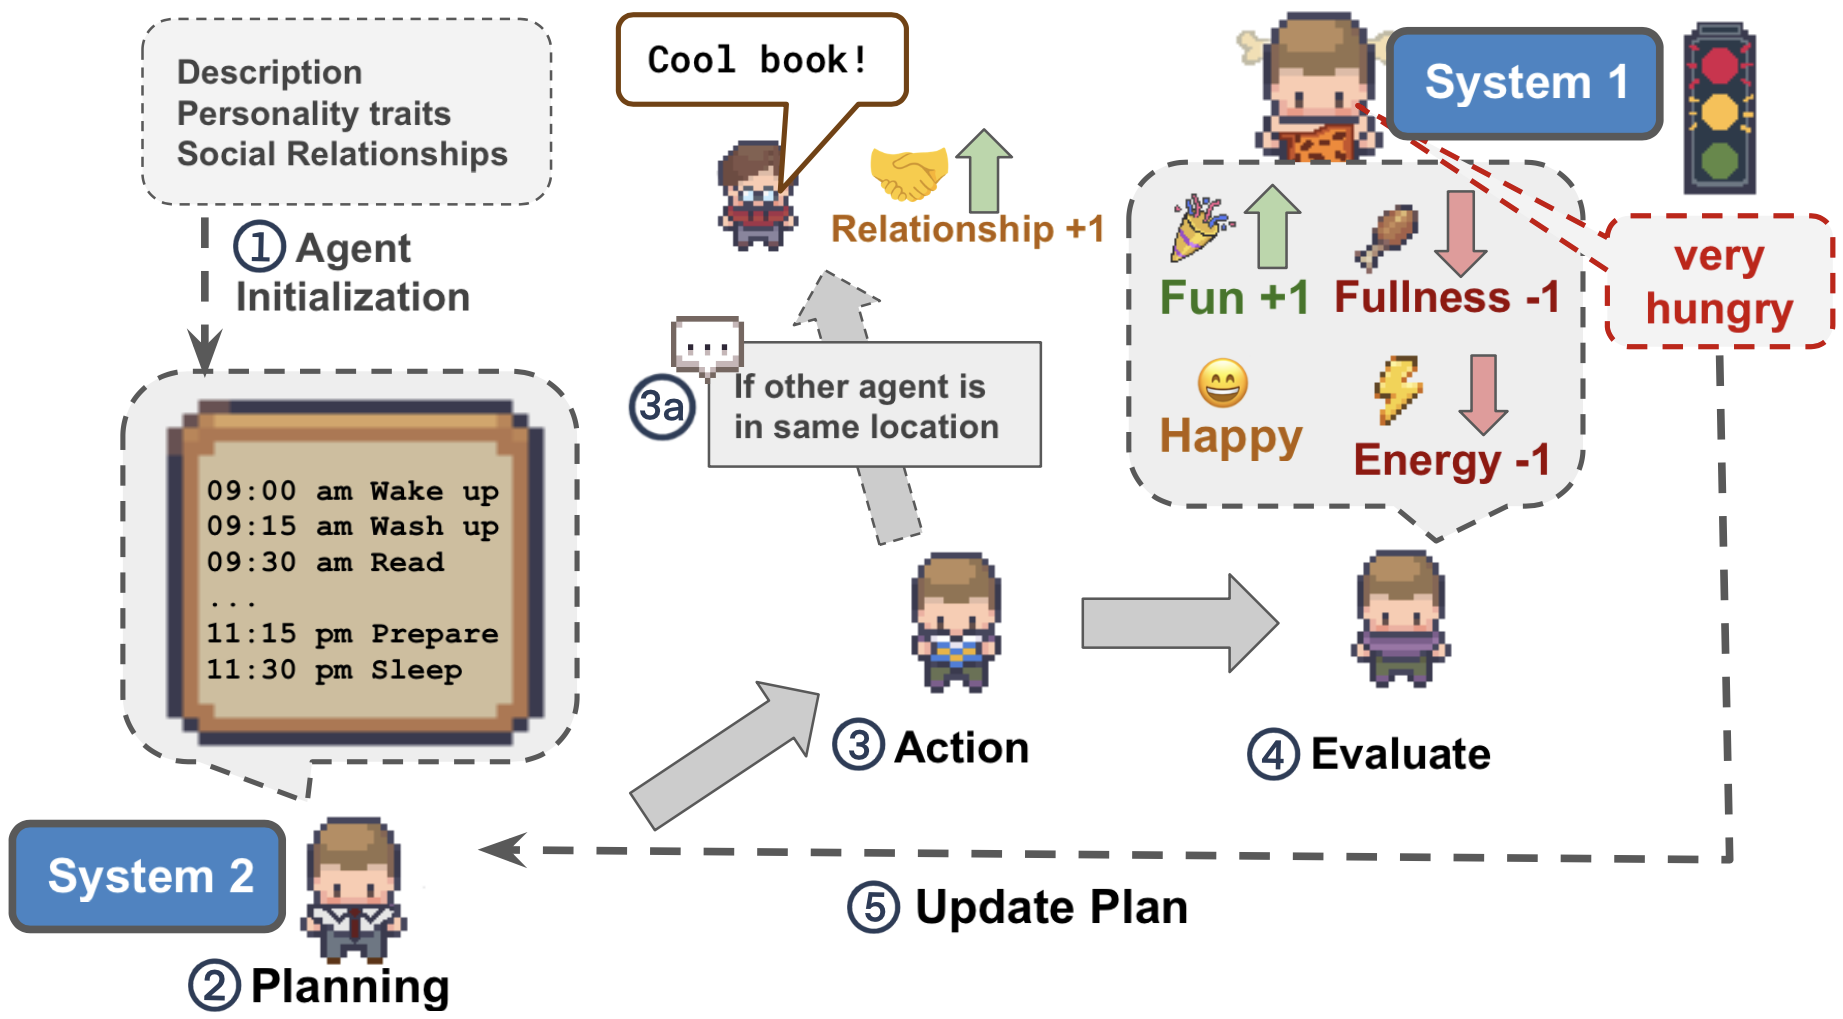 Description
Personality traits
Social Relationships
① Agent
Initialization
09:00 am Wake up
09:15 am Wash up
09:30 am Read
...
11:15 pm Prepare
11:30 pm Sleep
System 2
② Planning
Cool book!
Relationship +1
...
3a
If other agent is
in same location
③ Action
System 1
Fun +1
Fullness -1
Happy
Energy -1
very
hungry
④ Evaluate
⑤ Update Plan